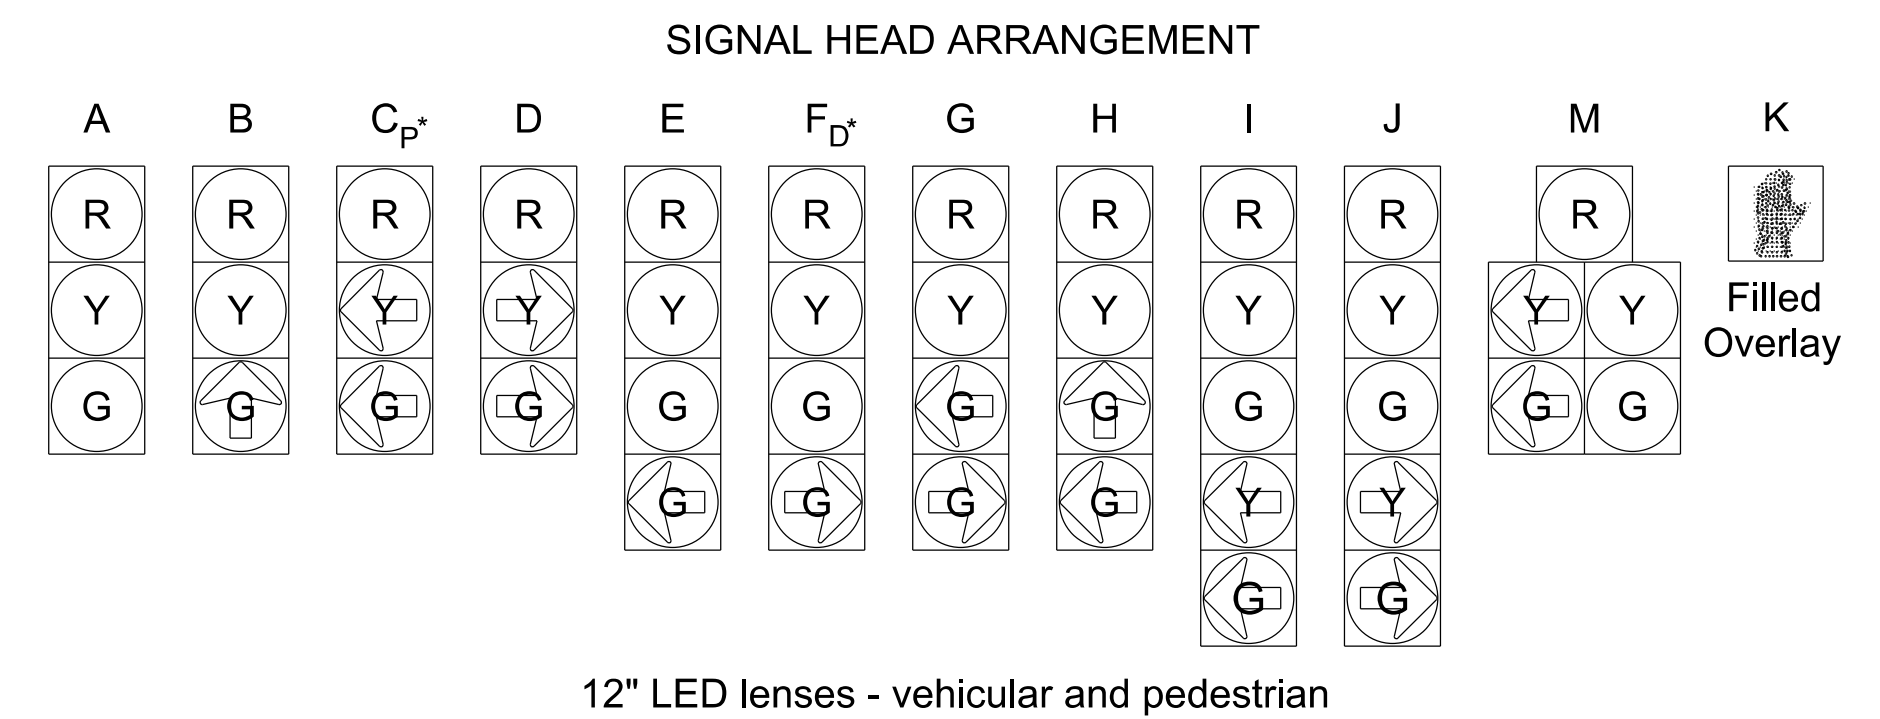 SIGNAL HEAD ARRANGEMENT
A B CP* D E FD* G H I J M K
R R R R R R R R R R R
Y Y Y Y Y Y Y Y Y Y Y Y
Filled
Overlay
G G G G G G G G G G G G
G G G G Y Y
G G
12" LED lenses - vehicular and pedestrian